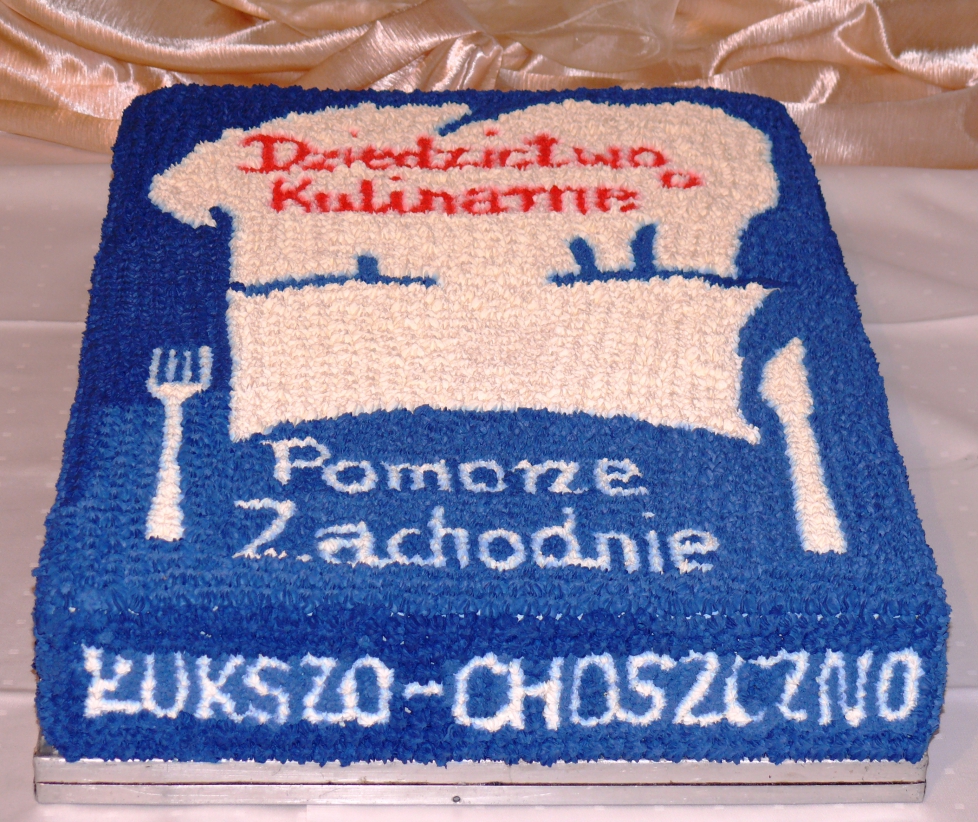 Dziedzictwo
Kulinarne
Pomorze
Zachodnie
ŁUKSZO-CHOSZCZNO